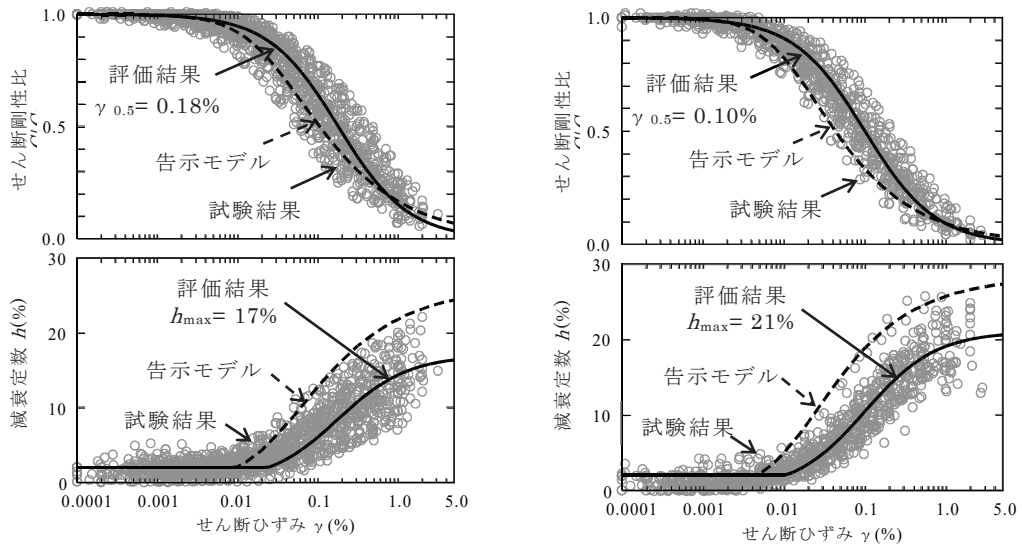 1.0
せん断剛性比
評価結果
γ 0.5= 0.18%
0.5
告示モデル
試験結果
0.0
30
減衰定数 h(%)
評価結果
hmax= 17%
20
告示モデル
試験結果
10
0
0.0001 0.001 0.01 0.1 1.0 5.0
せん断ひずみ γ (%)
1.0
せん断剛性比
評価結果
γ 0.5= 0.10%
0.5
告示モデル
試験結果
0.0
30
減衰定数 h(%)
評価結果
hmax= 21%
20
告示モデル
10
試験結果
0
0.0001 0.001 0.01 0.1 1.0 5.0
せん断ひずみ γ (%)